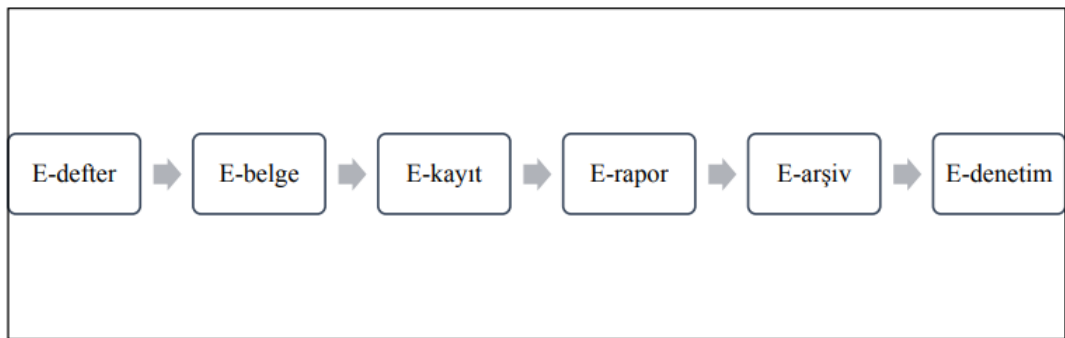 E-defter
E-belge
E-kayıt
E-rapor
E-arşiv
E-denetim